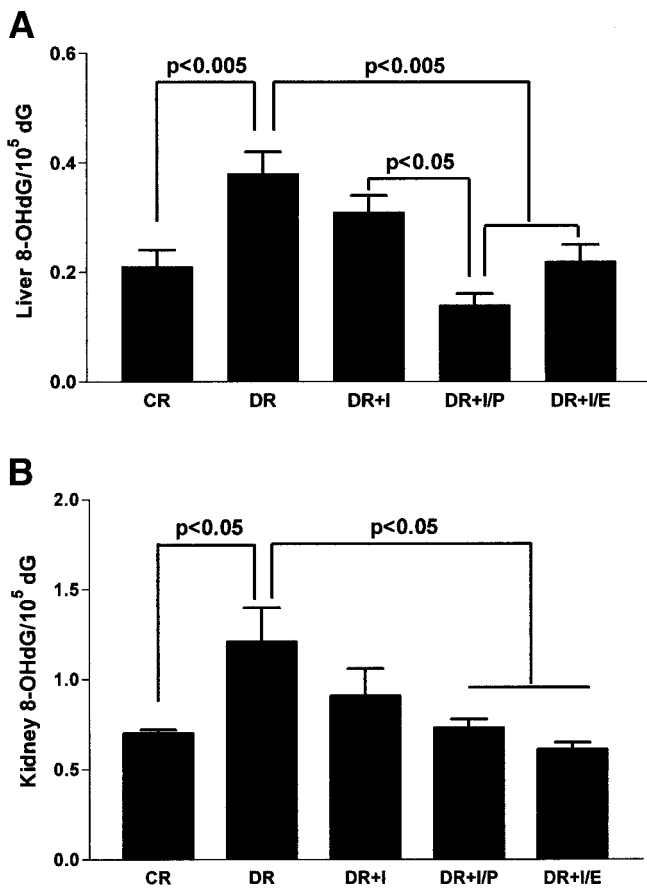 A
0.6
0.4
0.2
0.0
Liver 8-OHdG/10⁵ dG
p<0.005
p<0.005
p<0.05
CR DR DR+I DR+I/P DR+I/E
B
2.0
1.5
1.0
0.5
0.0
Kidney 8-OHdG/10⁵ dG
p<0.05
p<0.05
CR DR DR+I DR+I/P DR+I/E